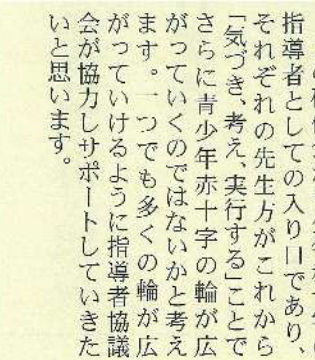 指導者としての入り口であり、
それぞれの先生方がこれから
「気づき、考え、実行する」ことで
さらに青少年赤十字の輪が広
がっていくのではないかと考え
ます。一つでも多くの輪が広
がっていけるように指導者協議
会が協力しサポートしていきた
いと思います。